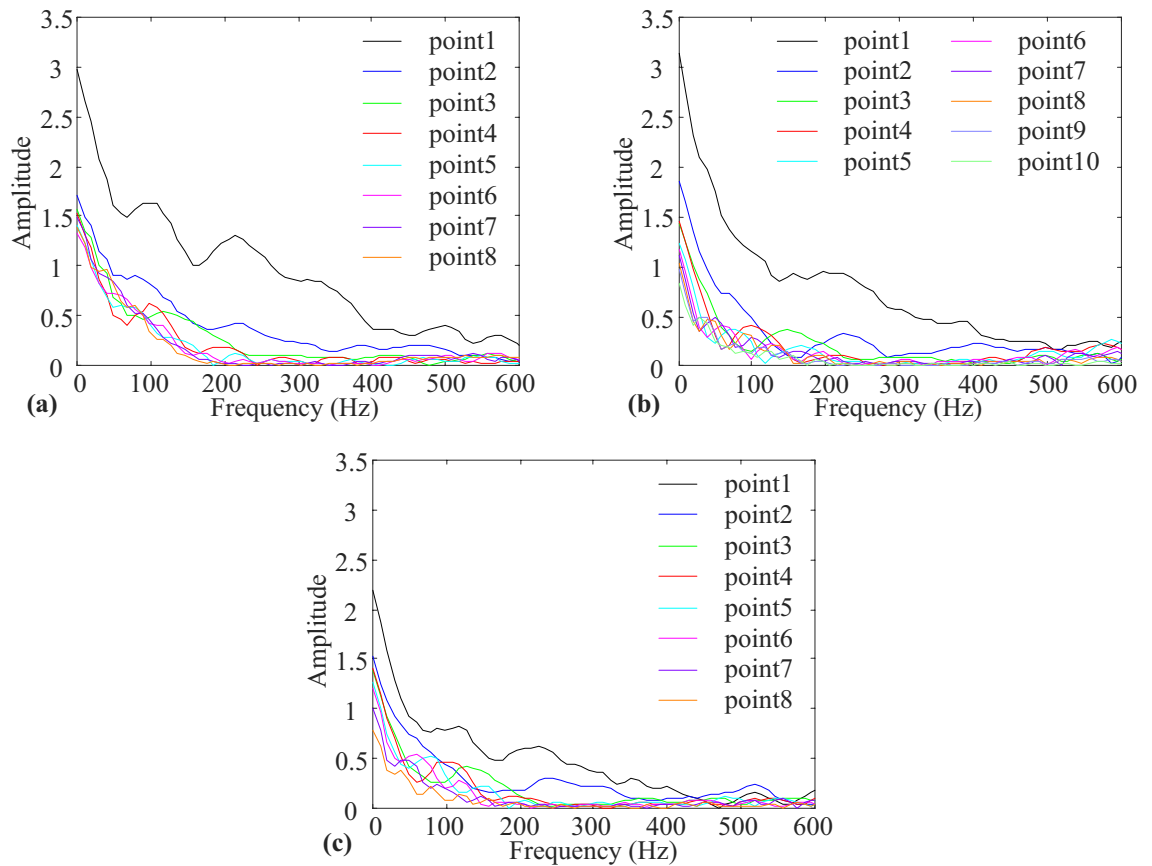 3.5
3
2.5
2
1.5
1
0.5
0
Amplitude
point1
point2
point3
point4
point5
point6
point7
point8
0 100 200 300 400 500 600
(a) Frequency (Hz)
3.5
3
2.5
2
1.5
1
0.5
0
Amplitude
point1 point6
point2 point7
point3 point8
point4 point9
point5 point10
0 100 200 300 400 500 600
(b) Frequency (Hz)
3.5
3
2.5
2
1.5
1
0.5
0
Amplitude
point1
point2
point3
point4
point5
point6
point7
point8
0 100 200 300 400 500 600
(c) Frequency (Hz)